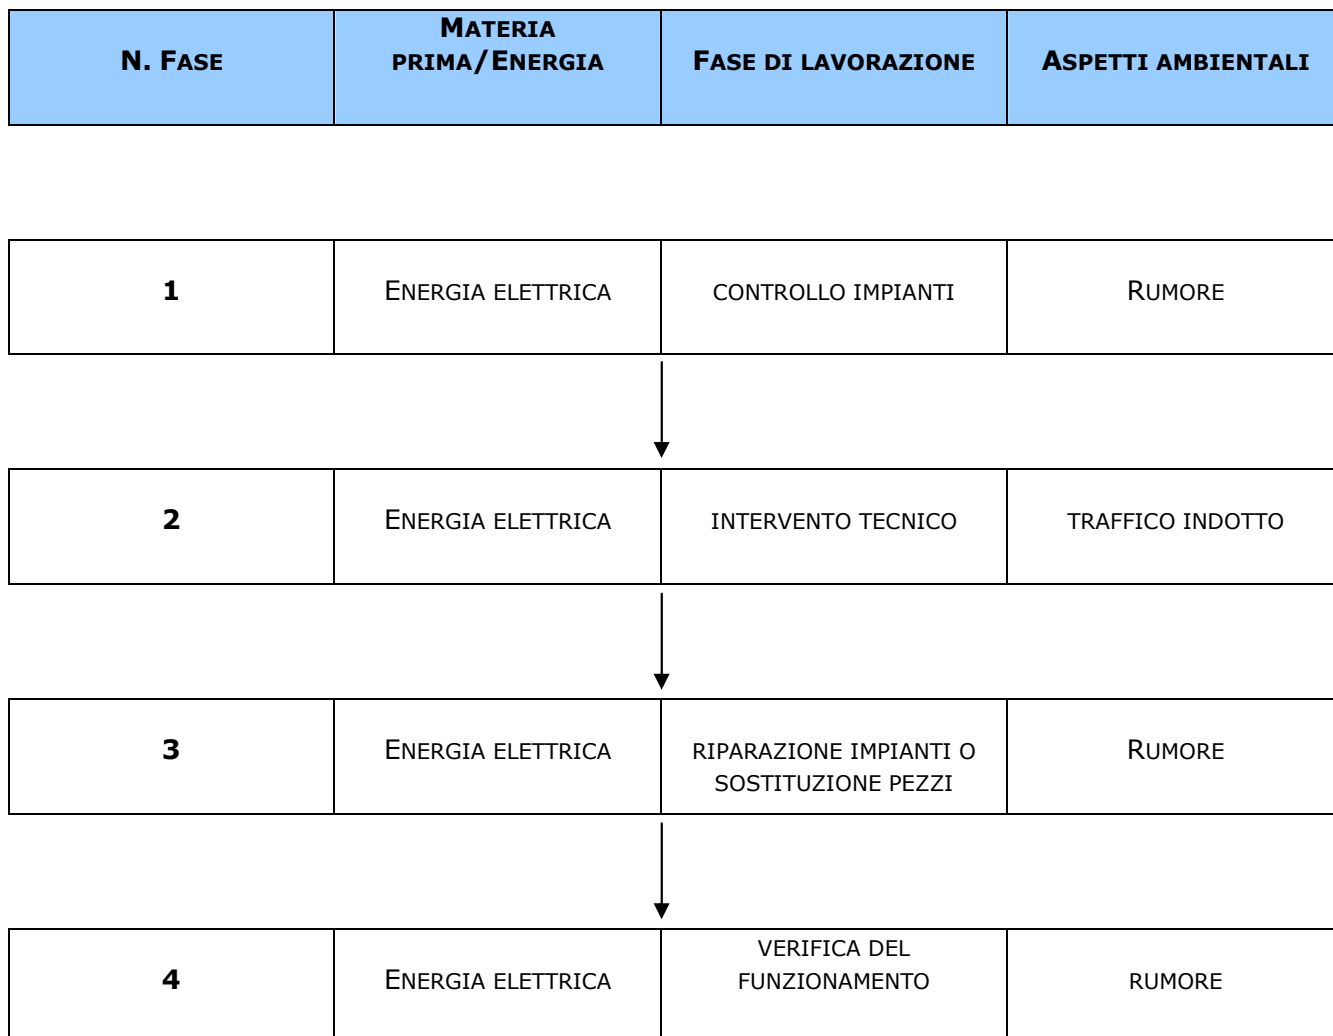 N. FASE
MATERIA
PRIMA/ENERGIA
FASE DI LAVORAZIONE
ASPETTI AMBIENTALI
1
ENERGIA ELETTRICA
CONTROLLO IMPIANTI
RUMORE
2
ENERGIA ELETTRICA
INTERVENTO TECNICO
TRAFFICO INDOTTO
3
ENERGIA ELETTRICA
RIPARAZIONE IMPIANTI O
SOSTITUZIONE PEZZI
RUMORE
4
ENERGIA ELETTRICA
VERIFICA DEL
FUNZIONAMENTO
RUMORE